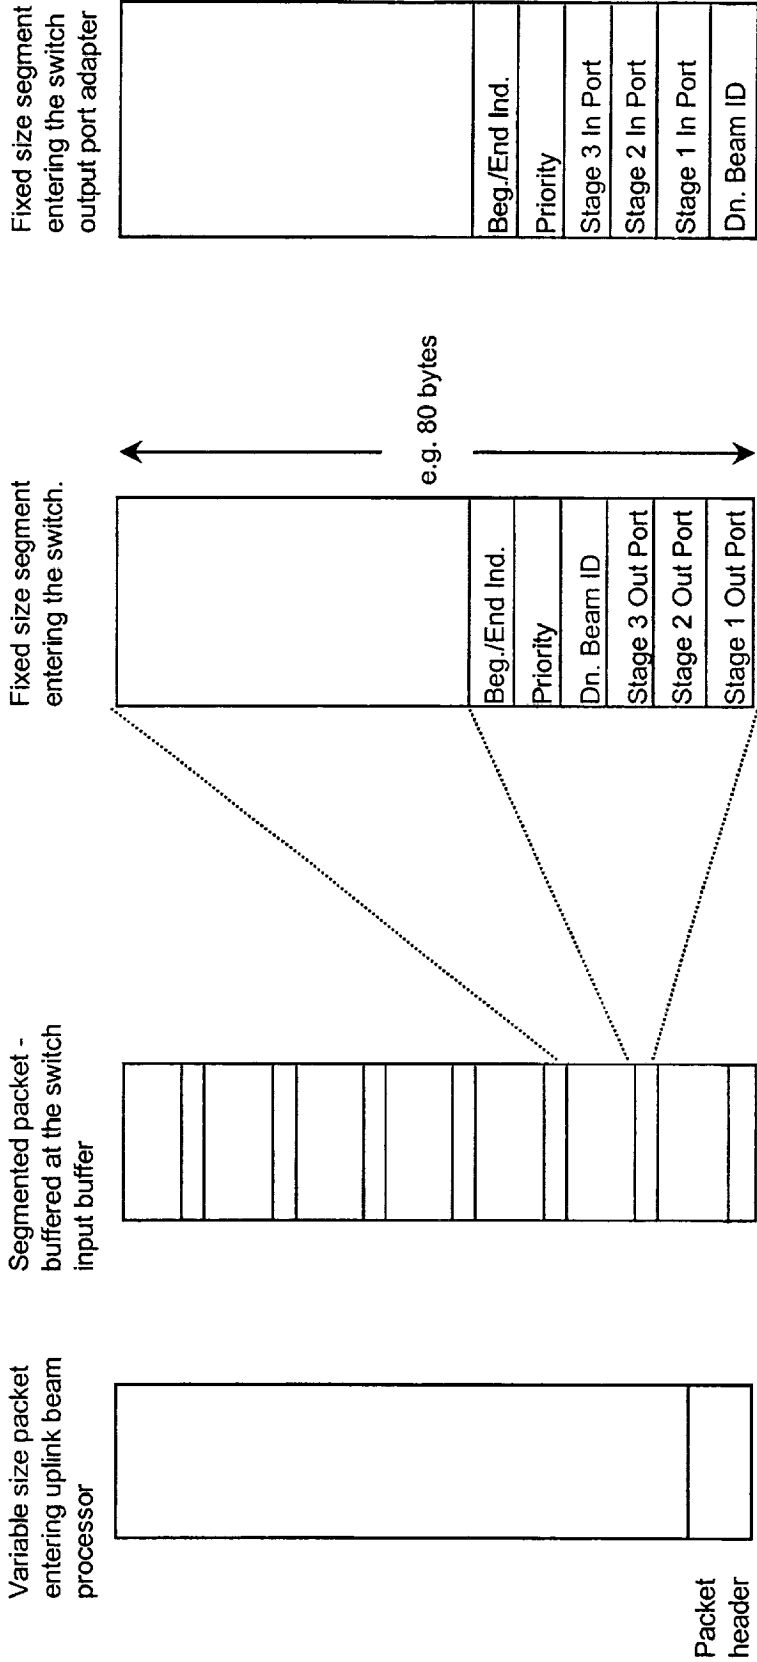 Variable size packet
entering uplink beam
processor
Packet
header
Segmented packet -
buffered at the switch
input buffer
Fixed size segment
entering the switch.
Beg./End Ind.
Priority
Dn. Beam ID
Stage 3 Out Port
Stage 2 Out Port
Stage 1 Out Port
e.g. 80 bytes
Fixed size segment
entering the switch
output port adapter
Beg./End Ind.
Priority
Stage 3 In Port
Stage 2 In Port
Stage 1 In Port
Dn. Beam ID